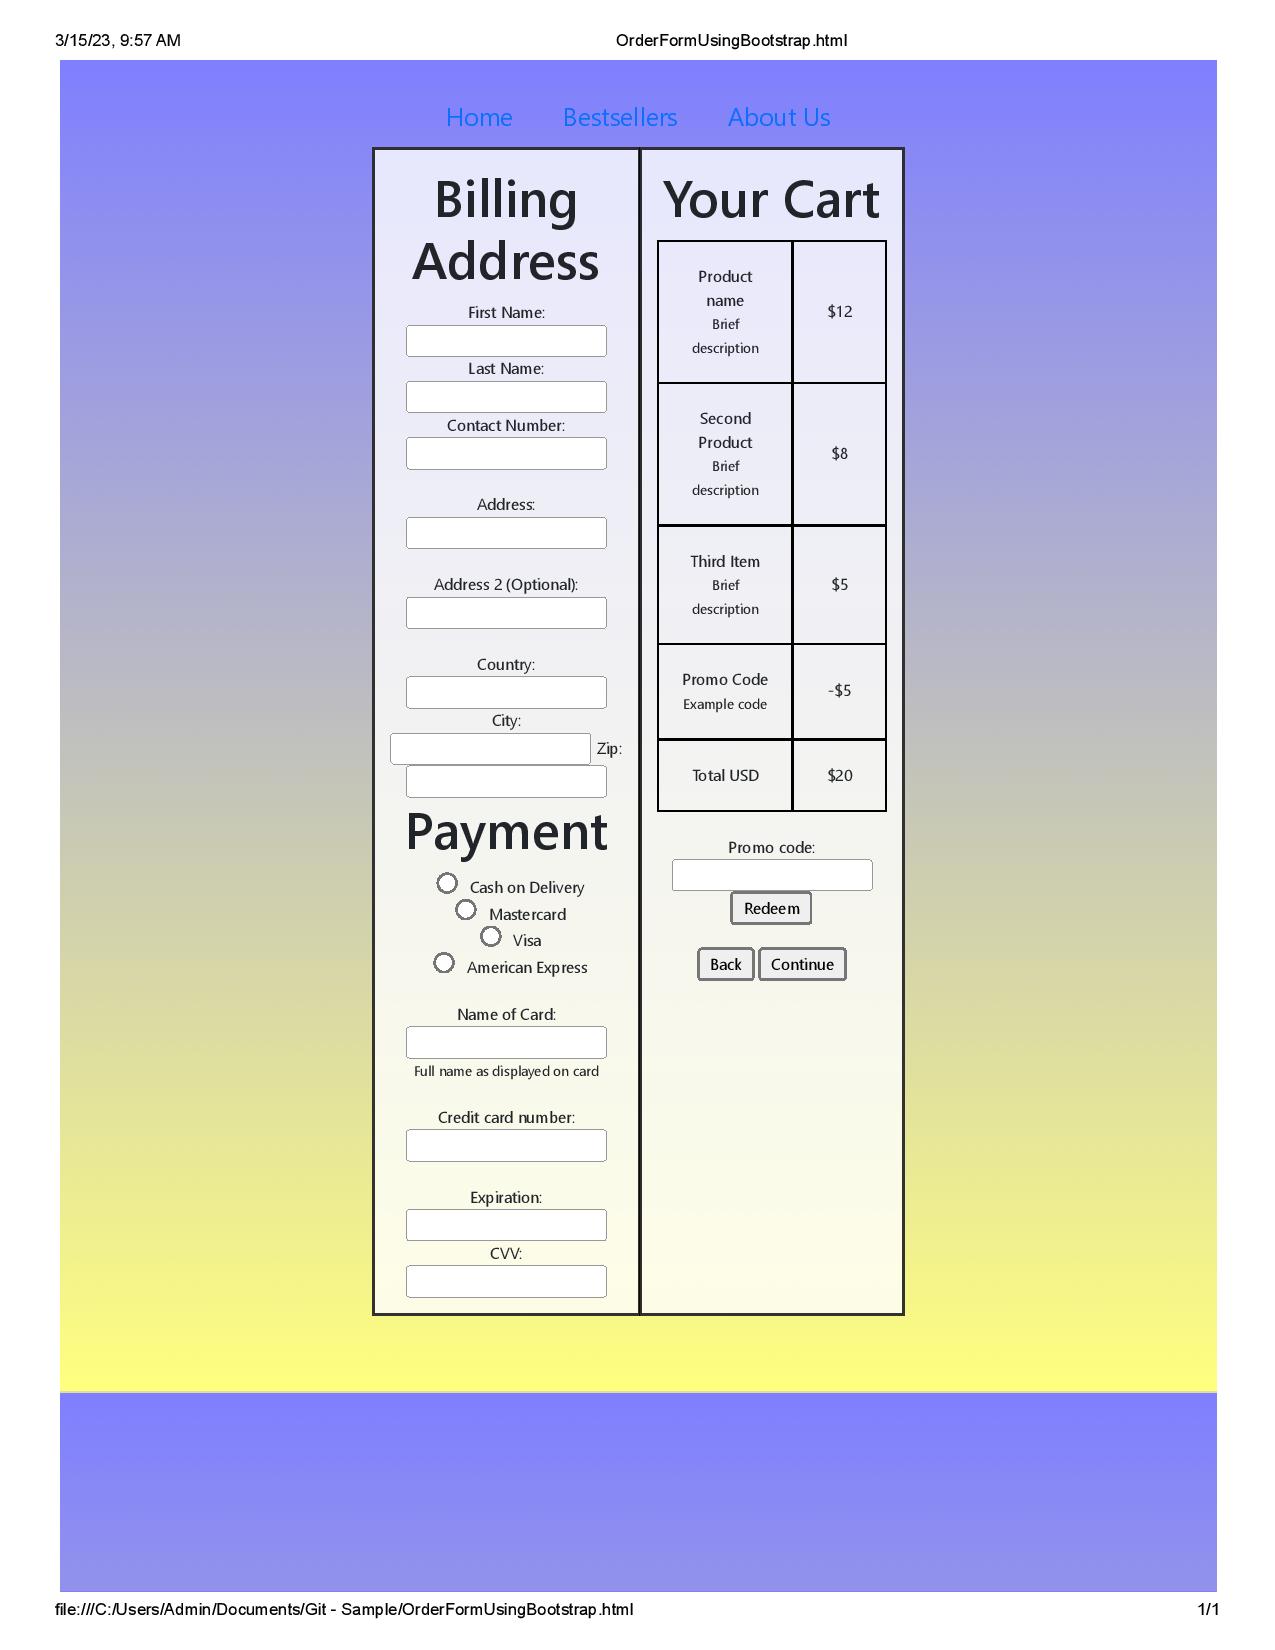 3/15/23, 9:57 AM OrderFormUsingBootstrap.html
Home Bestsellers About Us
Billing
Address
First Name:
Last Name:
Contact Number:
Address:
Address 2 (Optional):
Country:
City:
Zip:
Payment
Cash on Delivery
Mastercard
Visa
American Express
Name of Card:
Full name as displayed on card
Credit card number:
Expiration:
CVV:
Your Cart
Product
name
Brief
description
$12
Second
Product
Brief
description
$8
Third Item
Brief
description
$5
Promo Code
Example code
-$5
Total USD
$20
Promo code:
Redeem
Back Continue
file:///C:/Users/Admin/Documents/Git - Sample/OrderFormUsingBootstrap.html 1/1